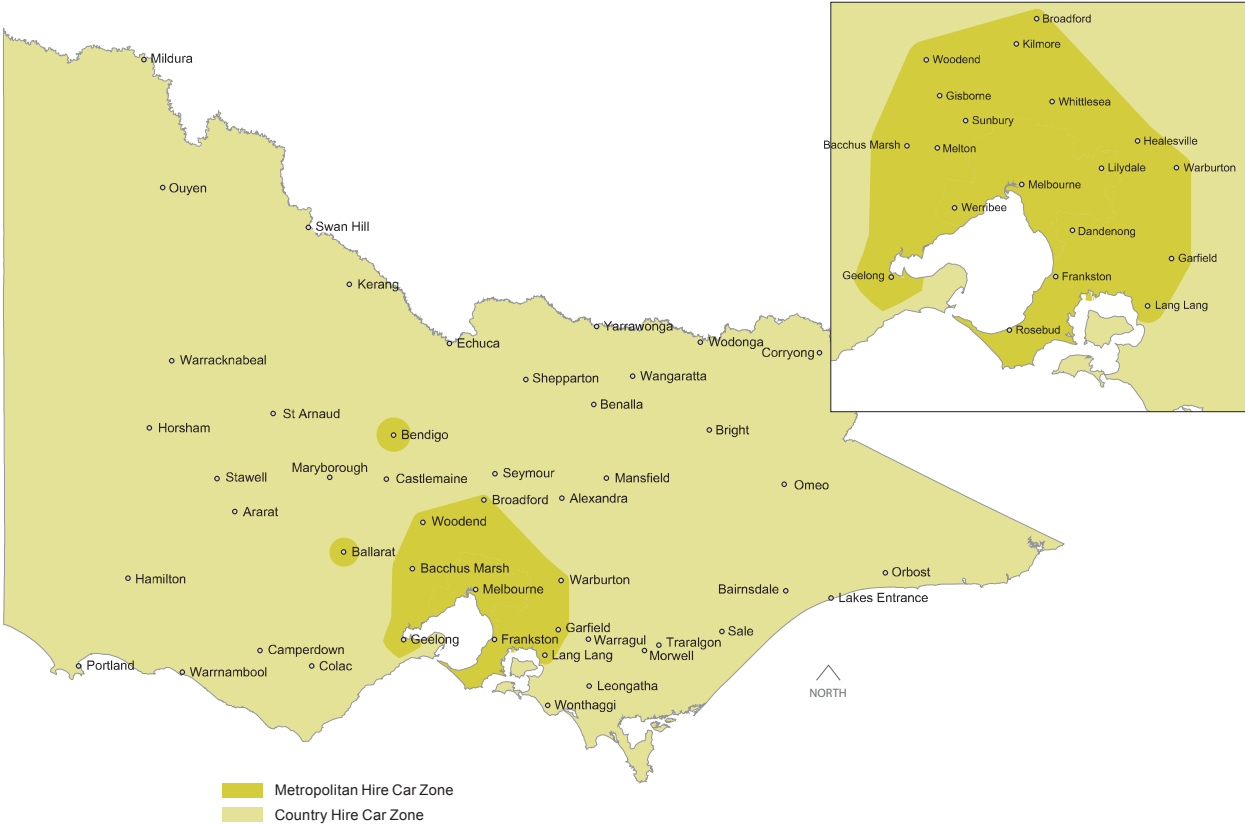 Mildura
Ouyen
Swan Hill
Kerang
Yarrawonga
Echuca
Wodonga
Corryong
Warracknabeal
Shepparton
Wangaratta
Benalla
St Arnaud
Horsham
Bendigo
Bright
Maryborough
Stawell
Castlemaine
Seymour
Mansfield
Omeo
Broadford
Alexandra
Ararat
Woodend
Ballarat
Bacchus Marsh
Hamilton
Melbourne
Warburton
Orbost
Bairnsdale
Lakes Entrance
Geelong
Frankston
Garfield
Warragul
Traralgon
Sale
Camperdown
Lang Lang
Morwell
Portland
Warrnambool
Colac
Leongatha
Wonthaggi
NORTH
Broadford
Kilmore
Woodend
Gisborne
Whittlesea
Sunbury
Healesville
Bacchus Marsh
Melton
Lilydale
Warburton
Melbourne
Werribee
Dandenong
Garfield
Geelong
Frankston
Lang Lang
Rosebud
Metropolitan Hire Car Zone
Country Hire Car Zone